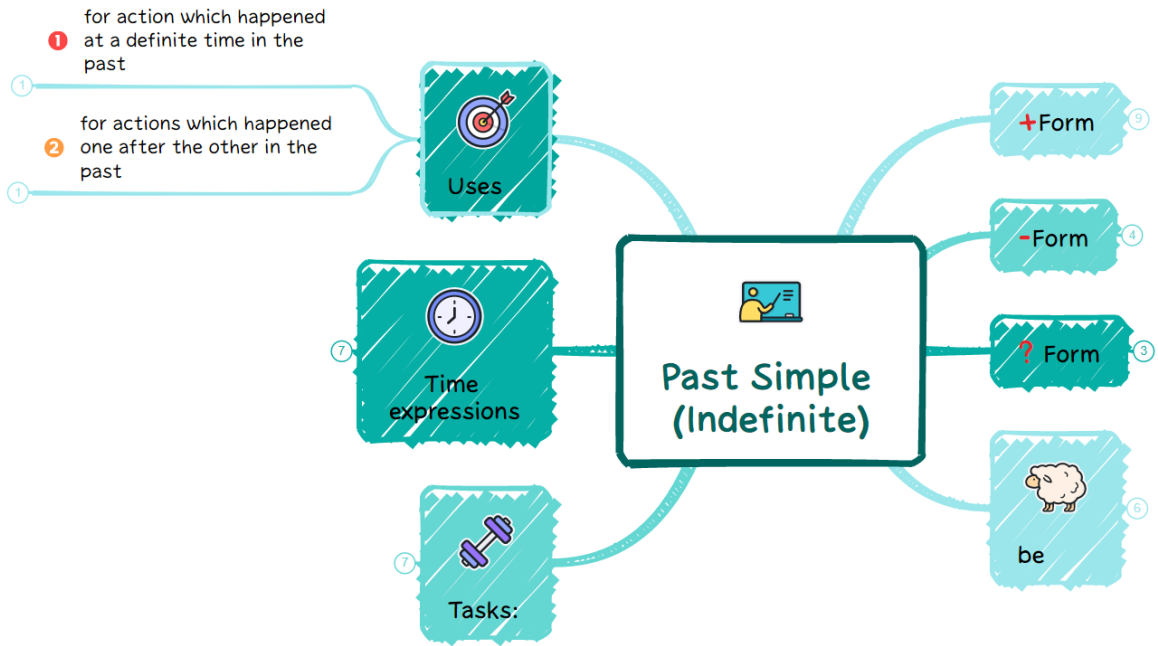 for action which happened
❶ at a definite time in the
past
1
for actions which happened
❷ one after the other in the
past
1
Uses
7
Time
expressions
7
Tasks:
Past Simple
(Indefinite)
+Form
9
-Form
4
? Form
3
be
6